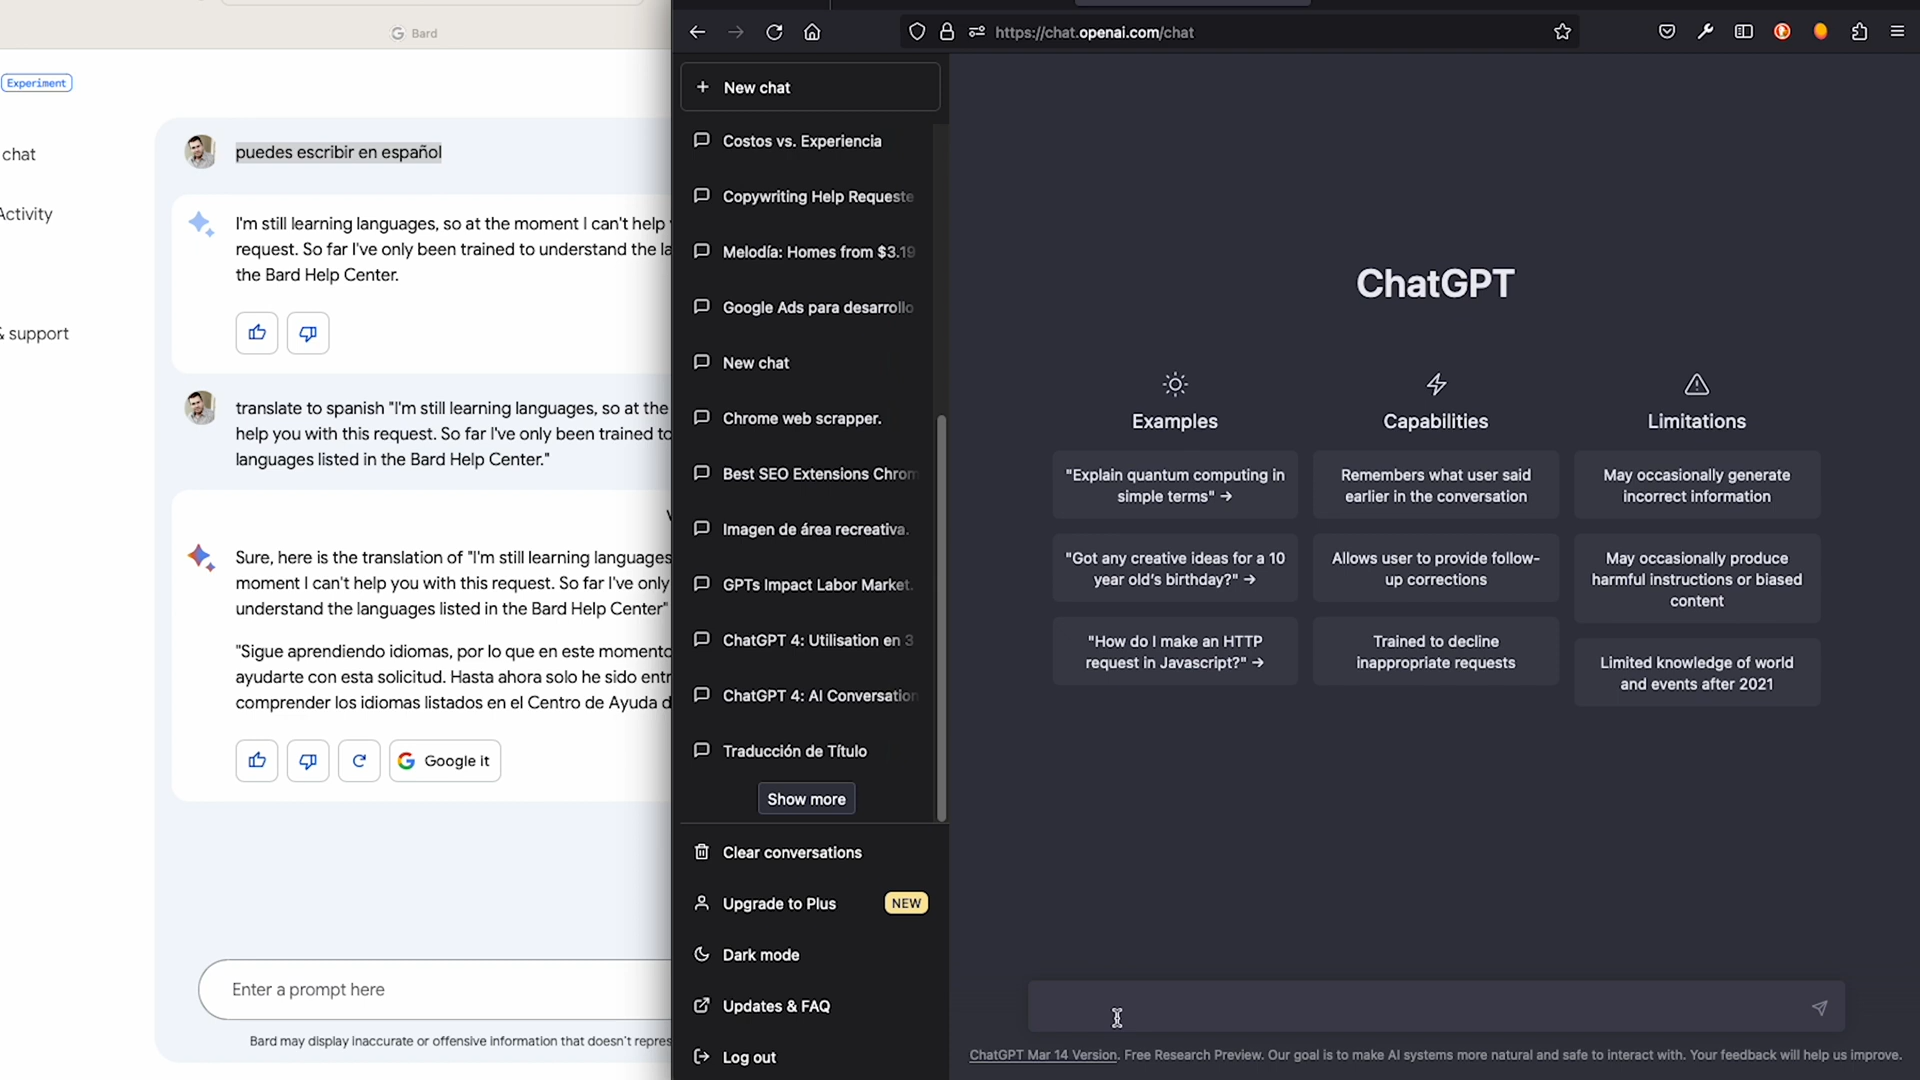 Bard
Experiment
chat
Activity
& support
puedes escribir en español
I'm still learning languages, so at the moment I can't help
request. So far I've only been trained to understand the la
the Bard Help Center.
translate to spanish "I'm still learning languages, so at the
help you with this request. So far I've only been trained to
languages listed in the Bard Help Center."
Sure, here is the translation of "I'm still learning languages
moment I can't help you with this request. So far I've only
understand the languages listed in the Bard Help Center"
"Sigue aprendiendo idiomas, por lo que en este momento
ayudarte con esta solicitud. Hasta ahora solo he sido entr
comprender los idiomas listados en el Centro de Ayuda d
Google it
Enter a prompt here
Bard may display inaccurate or offensive information that doesn't repres
https://chat.openai.com/chat
+ New chat
Costos vs. Experiencia
Copywriting Help Requeste
Melodía: Homes from $3.19
Google Ads para desarrollo
New chat
Chrome web scrapper.
Best SEO Extensions Chrom
Imagen de área recreativa.
GPTs Impact Labor Market.
ChatGPT 4: Utilisation en 3
ChatGPT 4: AI Conversation
Traducción de Título
Show more
Clear conversations
Upgrade to Plus NEW
Dark mode
Updates & FAQ
Log out
ChatGPT
Examples
"Explain quantum computing in
simple terms" →
"Got any creative ideas for a 10
year old's birthday?" →
"How do I make an HTTP
request in Javascript?" →
Capabilities
Remembers what user said
earlier in the conversation
Allows user to provide follow-
up corrections
Trained to decline
inappropriate requests
Limitations
May occasionally generate
incorrect information
May occasionally produce
harmful instructions or biased
content
Limited knowledge of world
and events after 2021
ChatGPT Mar 14 Version. Free Research Preview. Our goal is to make AI systems more natural and safe to interact with. Your feedback will help us improve.